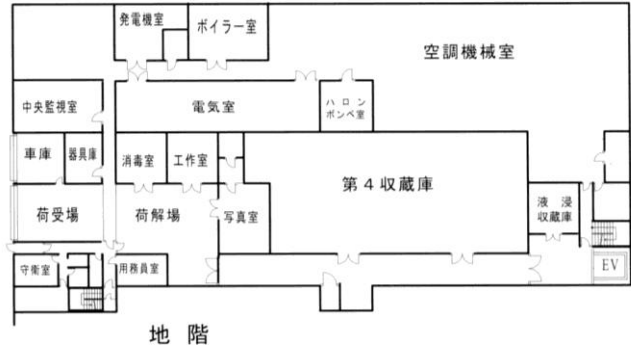 発電機室
ボイラー室
空調機械室
中央監視室
電気室
ハロン
ボンベ室
車庫
器具庫
消毒室
工作室
第4収蔵庫
荷受場
荷解場
写真室
液浸
収蔵庫
守衛室
用務員室
EV
地階